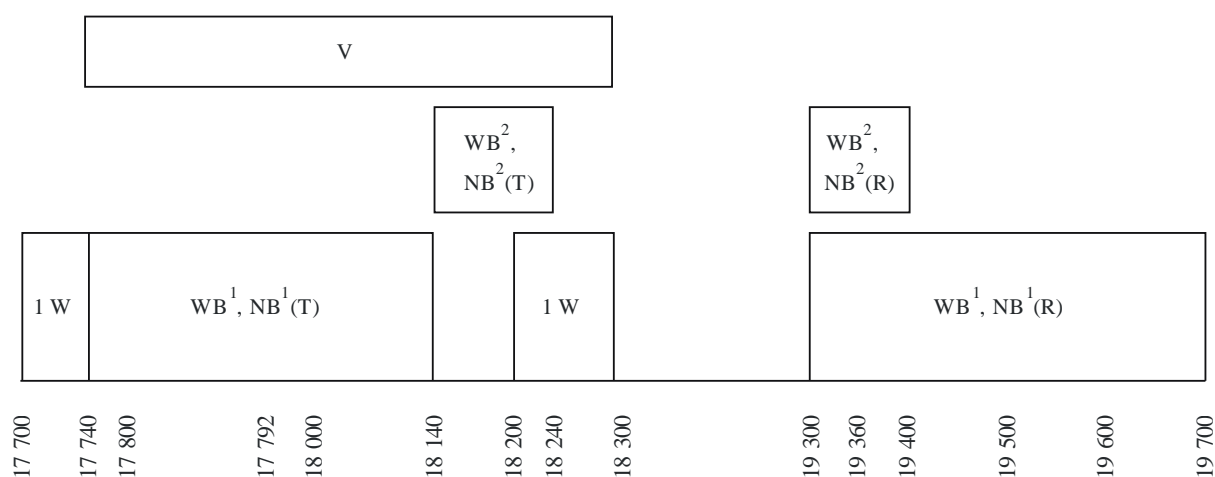 V
WB²,
NB²(T)
WB²,
NB²(R)
1 W
WB¹, NB¹(T)
1 W
WB¹, NB¹(R)
17 700
17 740
17 800
17 792
18 000
18 140
18 200
18 240
18 300
19 300
19 360
19 400
19 500
19 600
19 700